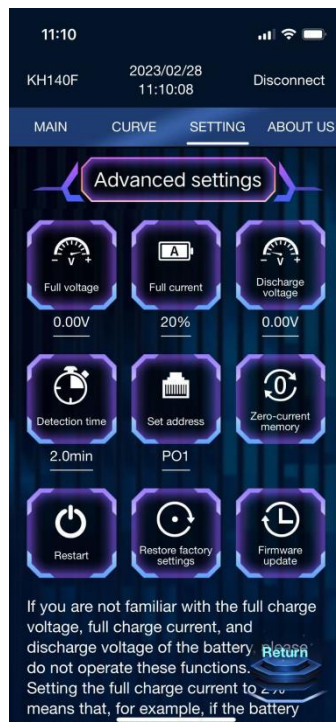 11:10
KH140F
2023/02/28
11:10:08
Disconnect
MAIN CURVE SETTING ABOUT US
Advanced settings
A
- V +
- V +
Full voltage
Full current
Discharge
voltage
0.00V
20%
0.00V
0
Detection time
Set address
Zero-current
memory
2.0min
PO1
Restart
Restore factory
settings
Firmware
update
If you are not familiar with the full charge
voltage, full charge current, and
discharge voltage of the battery, please
Return
do not operate these functions.
Setting the full charge current to 2%
means that, for example, if the battery